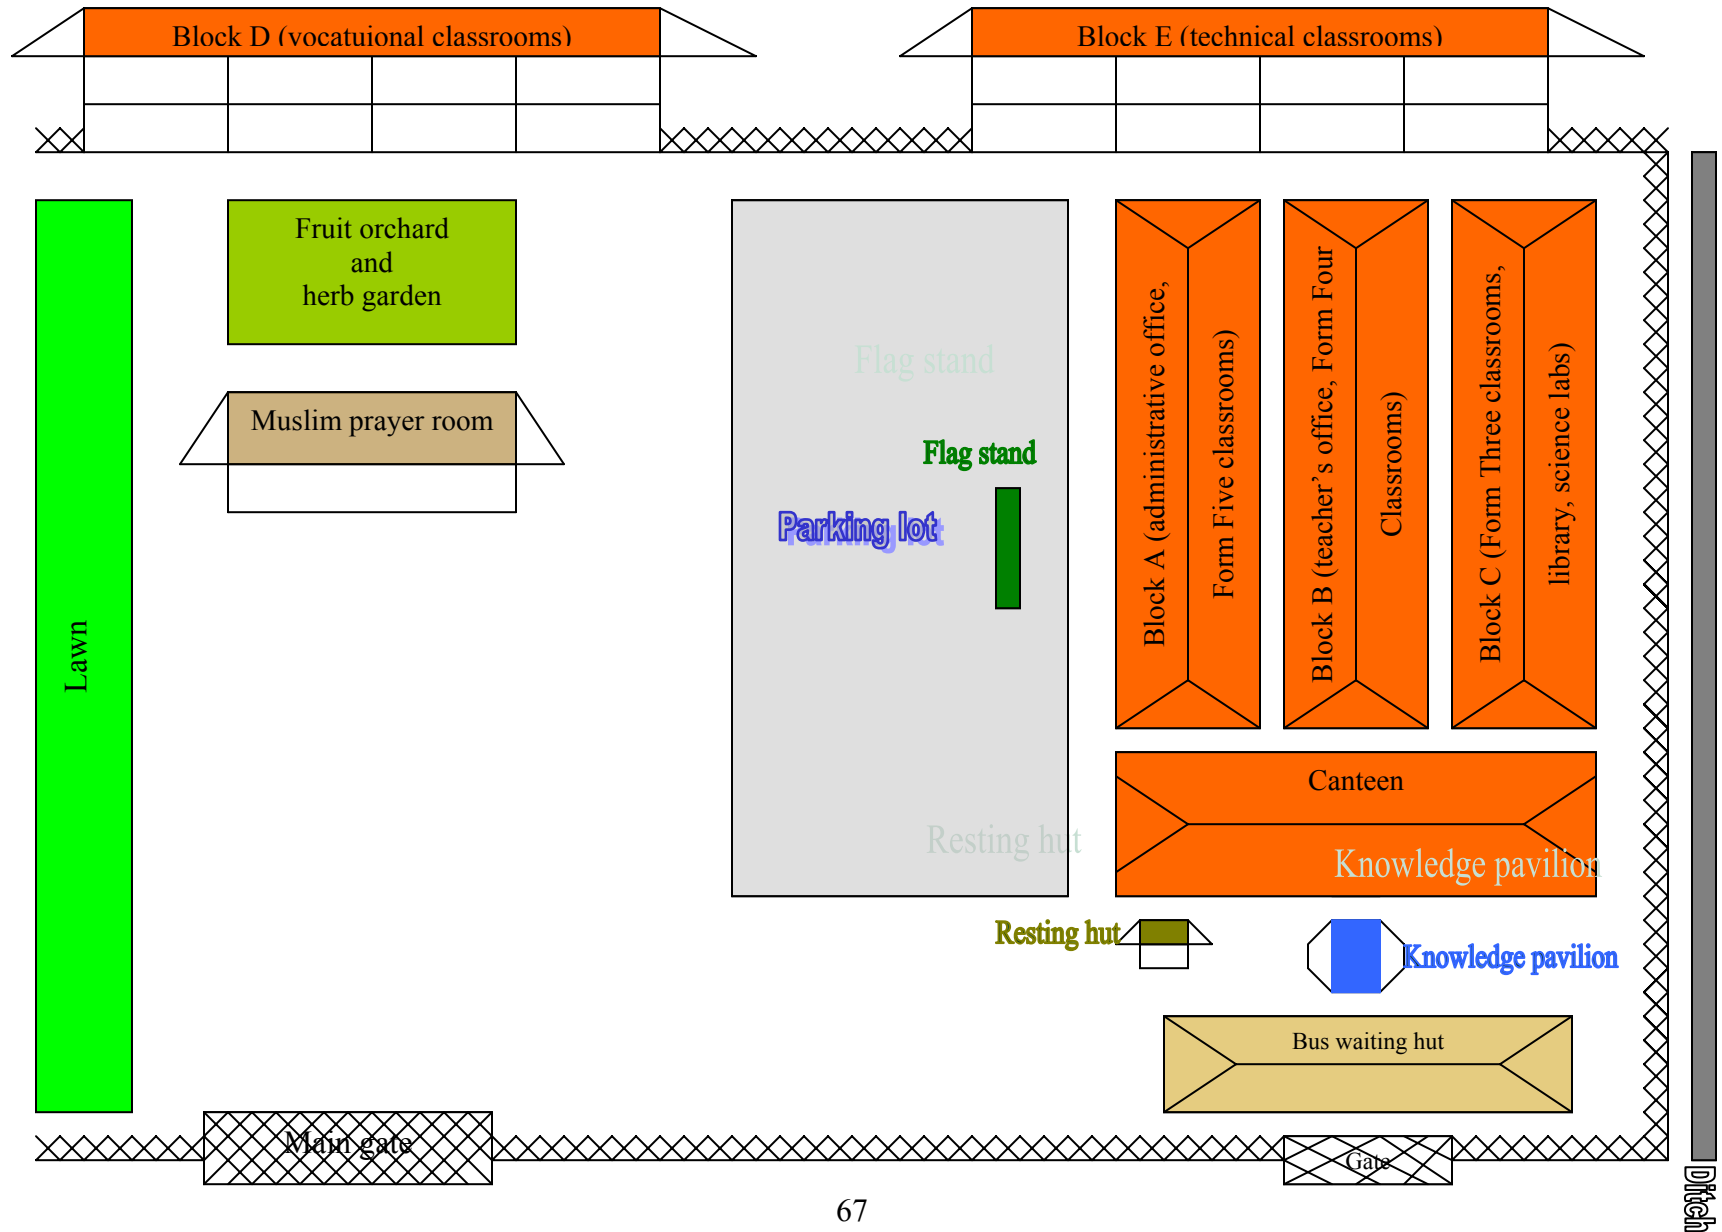 Block D (vocatuional classrooms)
Block E (technical classrooms)
Fruit orchard
and
herb garden
Muslim prayer room
Lawn
Flag stand
Flag stand
Parking lot
Resting hut
Block A (administrative office,
Form Five classrooms)
Block B (teacher's office, Form Four
Classrooms)
Block C (Form Three classrooms,
library, science labs)
Canteen
Knowledge pavilion
Resting hut
Knowledge pavilion
Bus waiting hut
Main gate
Gate
Ditch
67